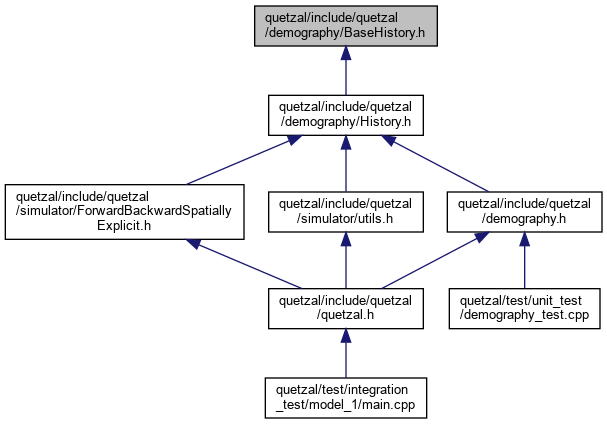 quetzal/include/quetzal
/demography/BaseHistory.h
quetzal/include/quetzal
/demography/History.h
quetzal/include/quetzal
/simulator/ForwardBackwardSpatially
Explicit.h
quetzal/include/quetzal
/simulator/utils.h
quetzal/include/quetzal
/demography.h
quetzal/include/quetzal
/quetzal.h
quetzal/test/unit_test
/demography_test.cpp
quetzal/test/integration
_test/model_1/main.cpp